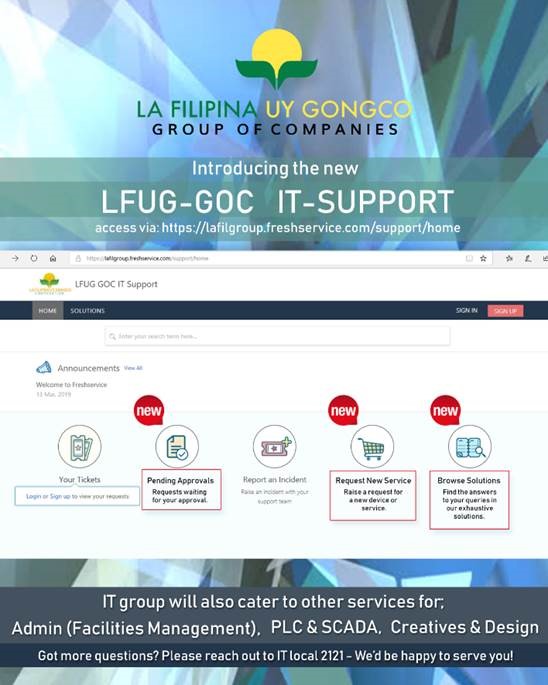 LA FILIPINA UY GONGCO
GROUP OF COMPANIES
Introducing the new
LFUG-GOC IT-SUPPORT
access via: https://lafilgroup.freshservice.com/support/home
https://lafilgroup.freshservice.com/support/home
LFUG GOC IT Support
HOME SOLUTIONS SIGN IN SIGN UP
Enter your search term here...
Announcements View All
Welcome to Freshservice
13 Mar, 2019
new new new
Your Tickets
Login or Sign up to view your requests
Pending Approvals
Requests waiting
for your approval.
Report an Incident
Raise an incident with your
support team
Request New Service
Raise a request for
a new device or
service.
Browse Solutions
Find the answers
to your queries in
our exhaustive
solutions.
IT group will also cater to other services for;
Admin (Facilities Management), PLC & SCADA, Creatives & Design
Got more questions? Please reach out to IT local 2121 - We'd be happy to serve you!